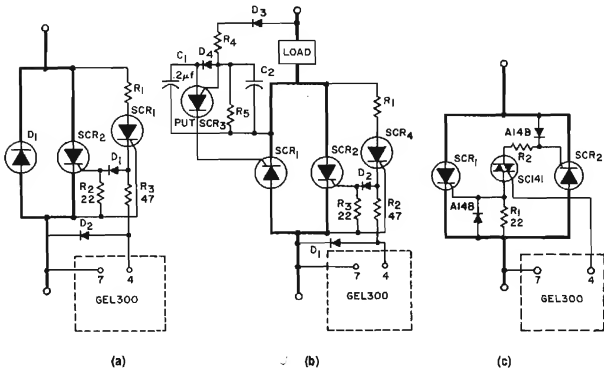 D1
SCR2
R1
SCR1
D1
R2
22
R3
47
D2
7
4
GEL300
(a)
D3
C1
.2μf
D4
R4
C2
PUT
SCR3
R5
LOAD
SCR1
SCR2
R1
SCR4
D2
R3
22
R2
47
D1
7
4
GEL300
(b)
A14B
R2
SCR1
SC141
SCR2
A14B
R1
22
7
4
GEL300
(c)